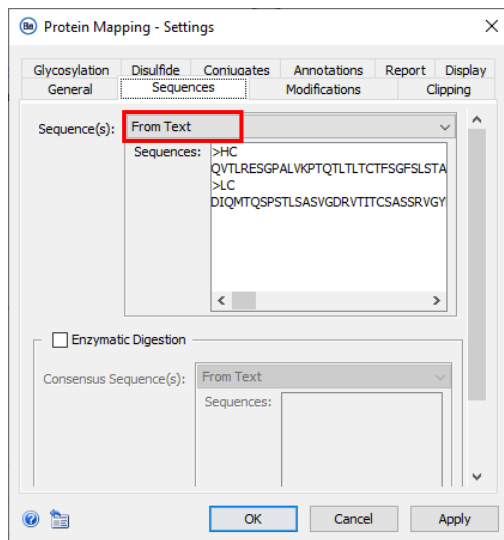 Be Protein Mapping - Settings
Glycosylation Disulfide Conjugates Annotations Report Display
General Sequences Modifications Clipping
Sequence(s): From Text
Sequences: >HC
QVTLRESGPALVKPTQTLTLTCTFSGFSLSTA
>LC
DIQMTQSPSTLSASVGDRVTITCSASSRVGY
Enzymatic Digestion
Consensus Sequence(s): From Text
Sequences:
OK Cancel Apply